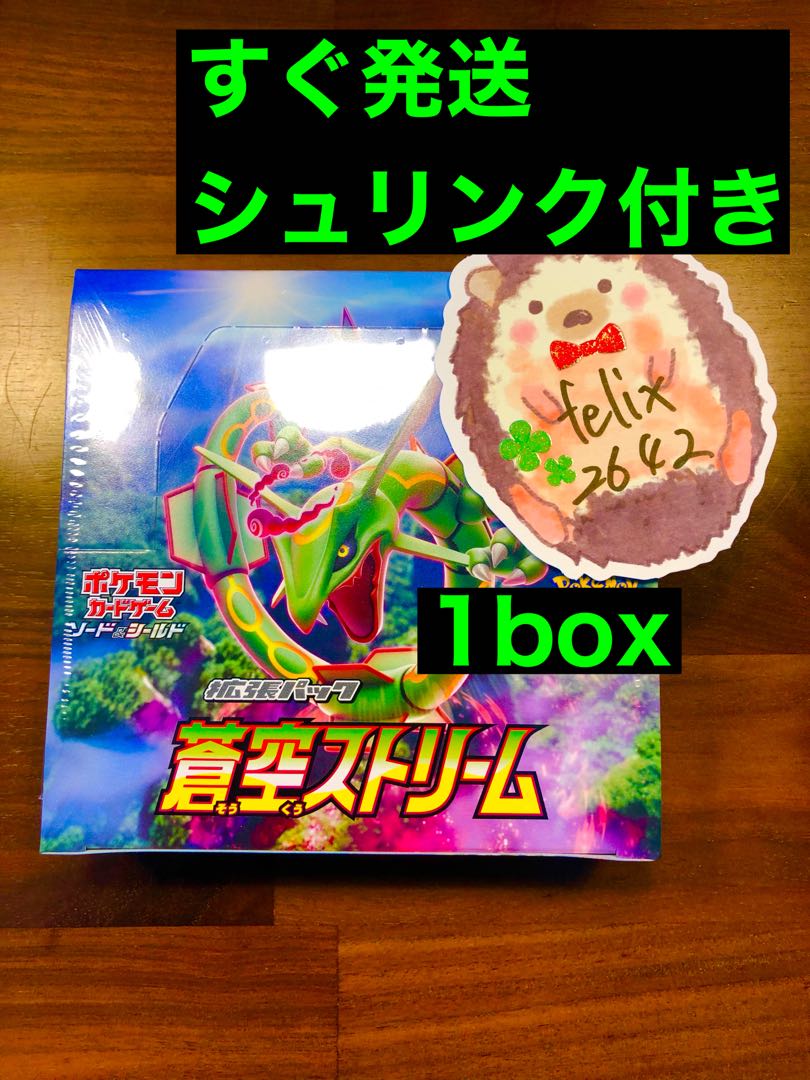 すぐ発送
シュリンク付き
felix
2642
ポケモン
カードゲーム
ソード&シールド
POKÉMON
1box
拡張パック
蒼空ストリーム
そう くう